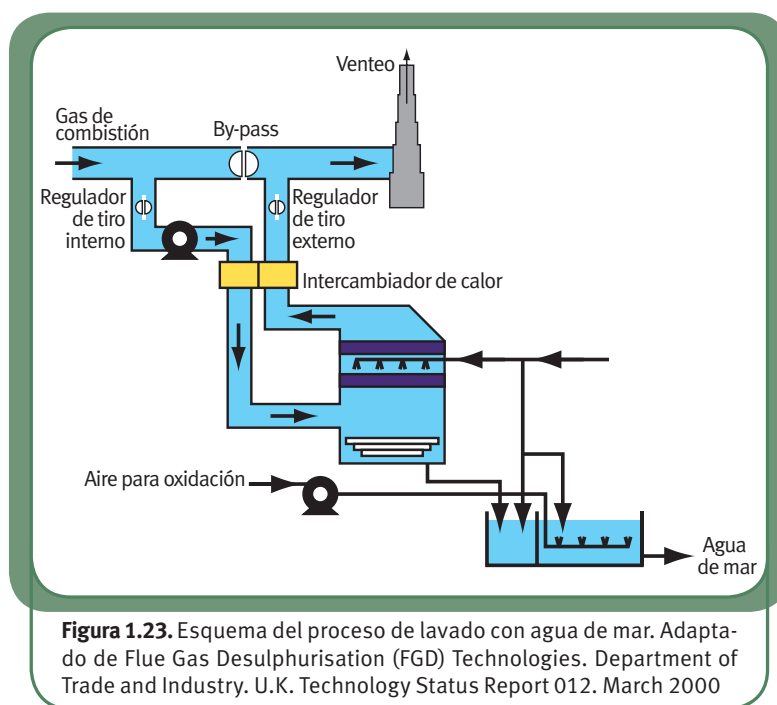 Venteo
Gas de
combistión
By-pass
Regulador
de tiro
interno
Regulador
de tiro
externo
Intercambiador de calor
Aire para oxidación
Agua
de mar
Figura 1.23. Esquema del proceso de lavado con agua de mar. Adapta-
do de Flue Gas Desulphurisation (FGD) Technologies. Department of
Trade and Industry. U.K. Technology Status Report 012. March 2000